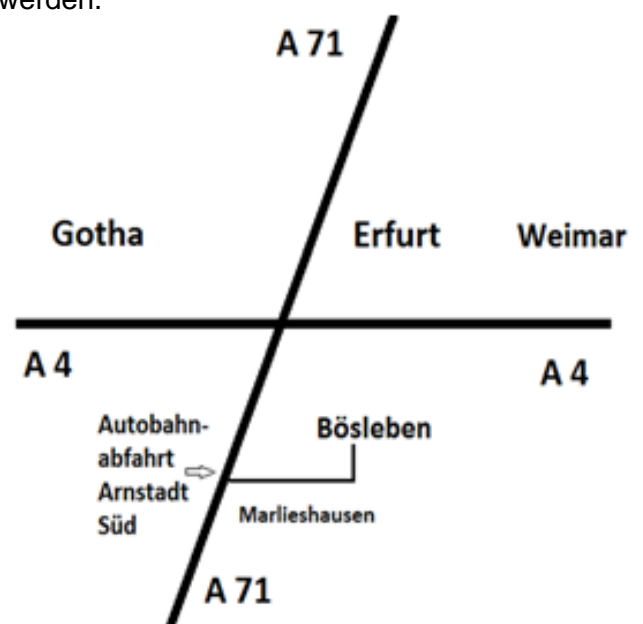 werden.
A 71
Gotha
Erfurt
Weimar
A 4
A 4
Autobahn-
abfahrt
Arnstadt
Süd
Bösleben
Marlieshausen
A 71